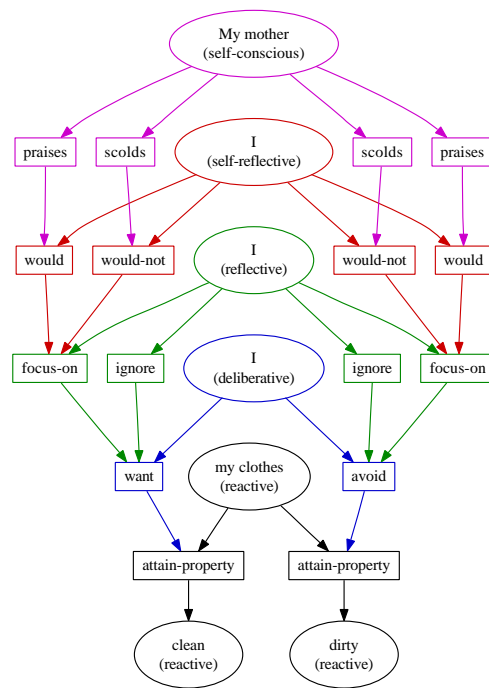 My mother
(self-conscious)
praises
scolds
I
(self-reflective)
scolds
praises
would
would-not
I
(reflective)
would-not
would
focus-on
ignore
I
(deliberative)
ignore
focus-on
want
my clothes
(reactive)
avoid
attain-property
attain-property
clean
(reactive)
dirty
(reactive)